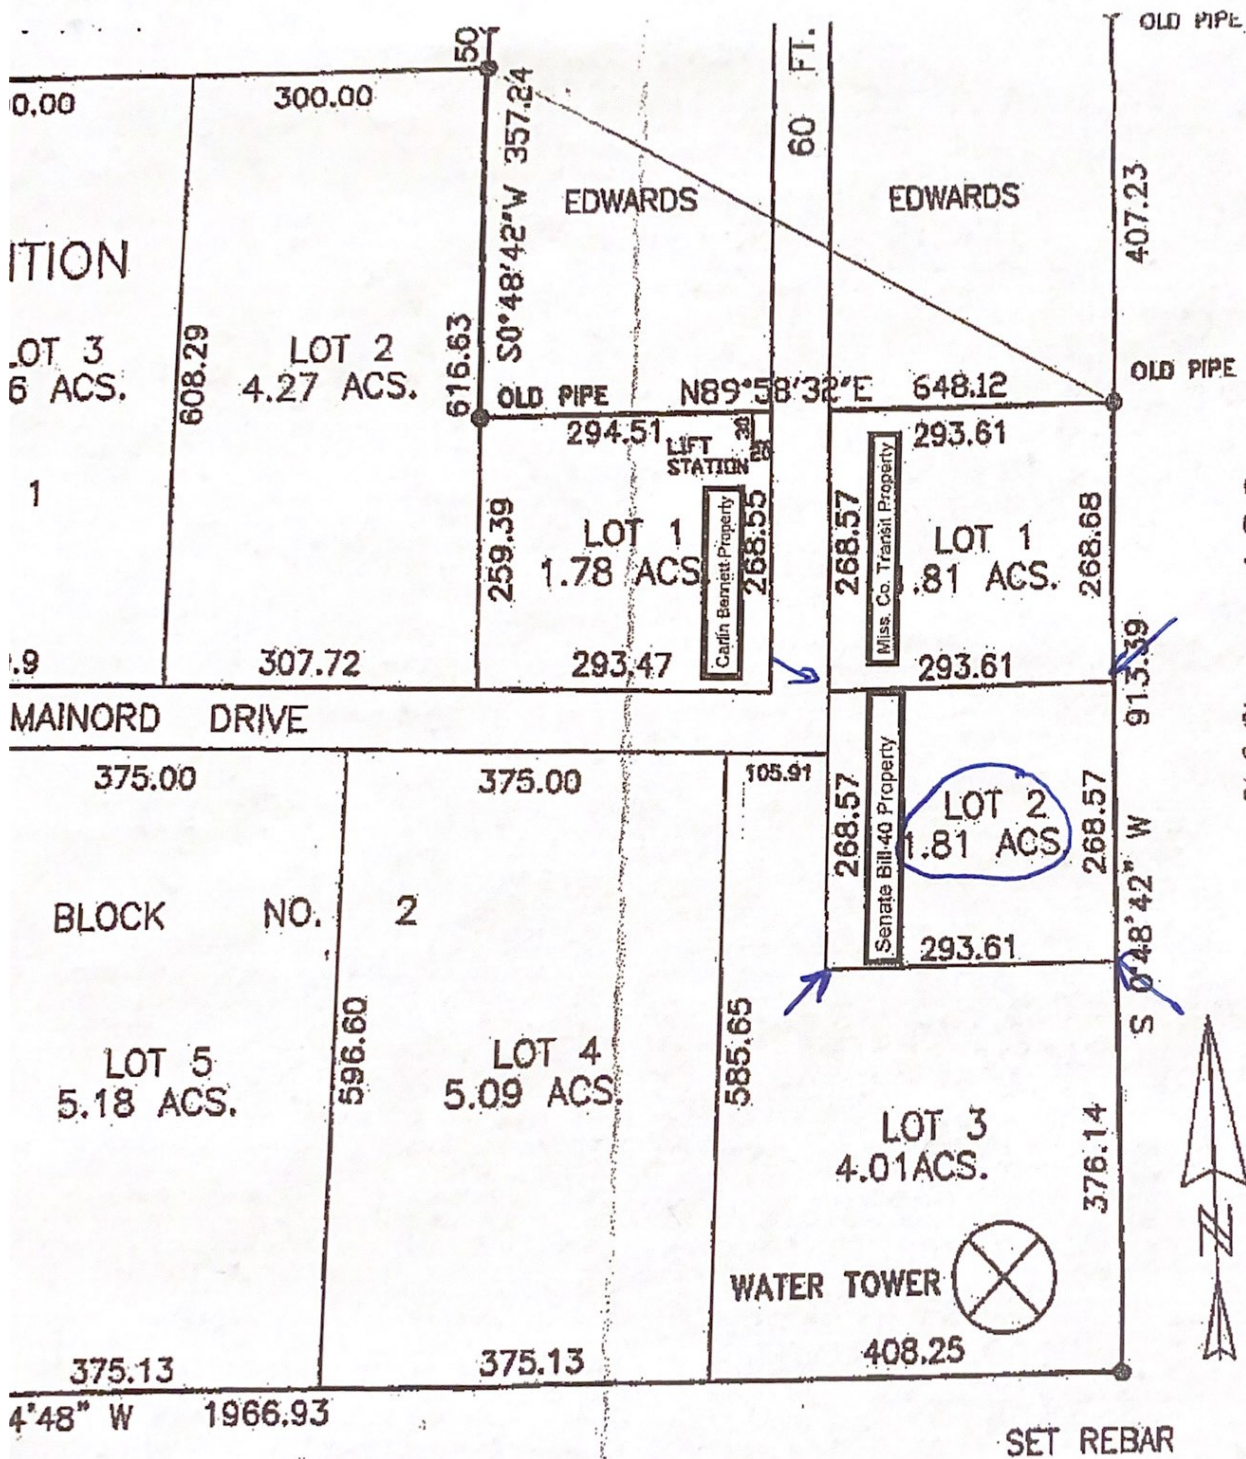 OLD PIPE
50
0.00
300.00
S0°48'42"W 357.24
60 FT.
EDWARDS
EDWARDS
407.23
ITION
LOT 3
6 ACS.
608.29
LOT 2
4.27 ACS.
616.63
OLD PIPE
N89°58'32"E 648.12
OLD PIPE
294.51
30
20
LIFT
STATION
293.61
1
259.39
LOT 1
1.78 ACS
Carlin Bennett Property
268.55
268.57
Miss. Co. Transit Property
LOT 1
.81 ACS.
268.68
.9
307.72
293.47
293.61
913.39
MAINORD DRIVE
375.00
375.00
105.91
268.57
Senate Bill 40 Property
LOT 2
1.81 ACS
268.57
S 0°48'42" W
BLOCK NO. 2
293.61
LOT 5
5.18 ACS.
596.60
LOT 4
5.09 ACS.
585.65
LOT 3
4.01ACS.
376.14
N
WATER TOWER
375.13
375.13
408.25
4'48" W 1966.93
SET REBAR